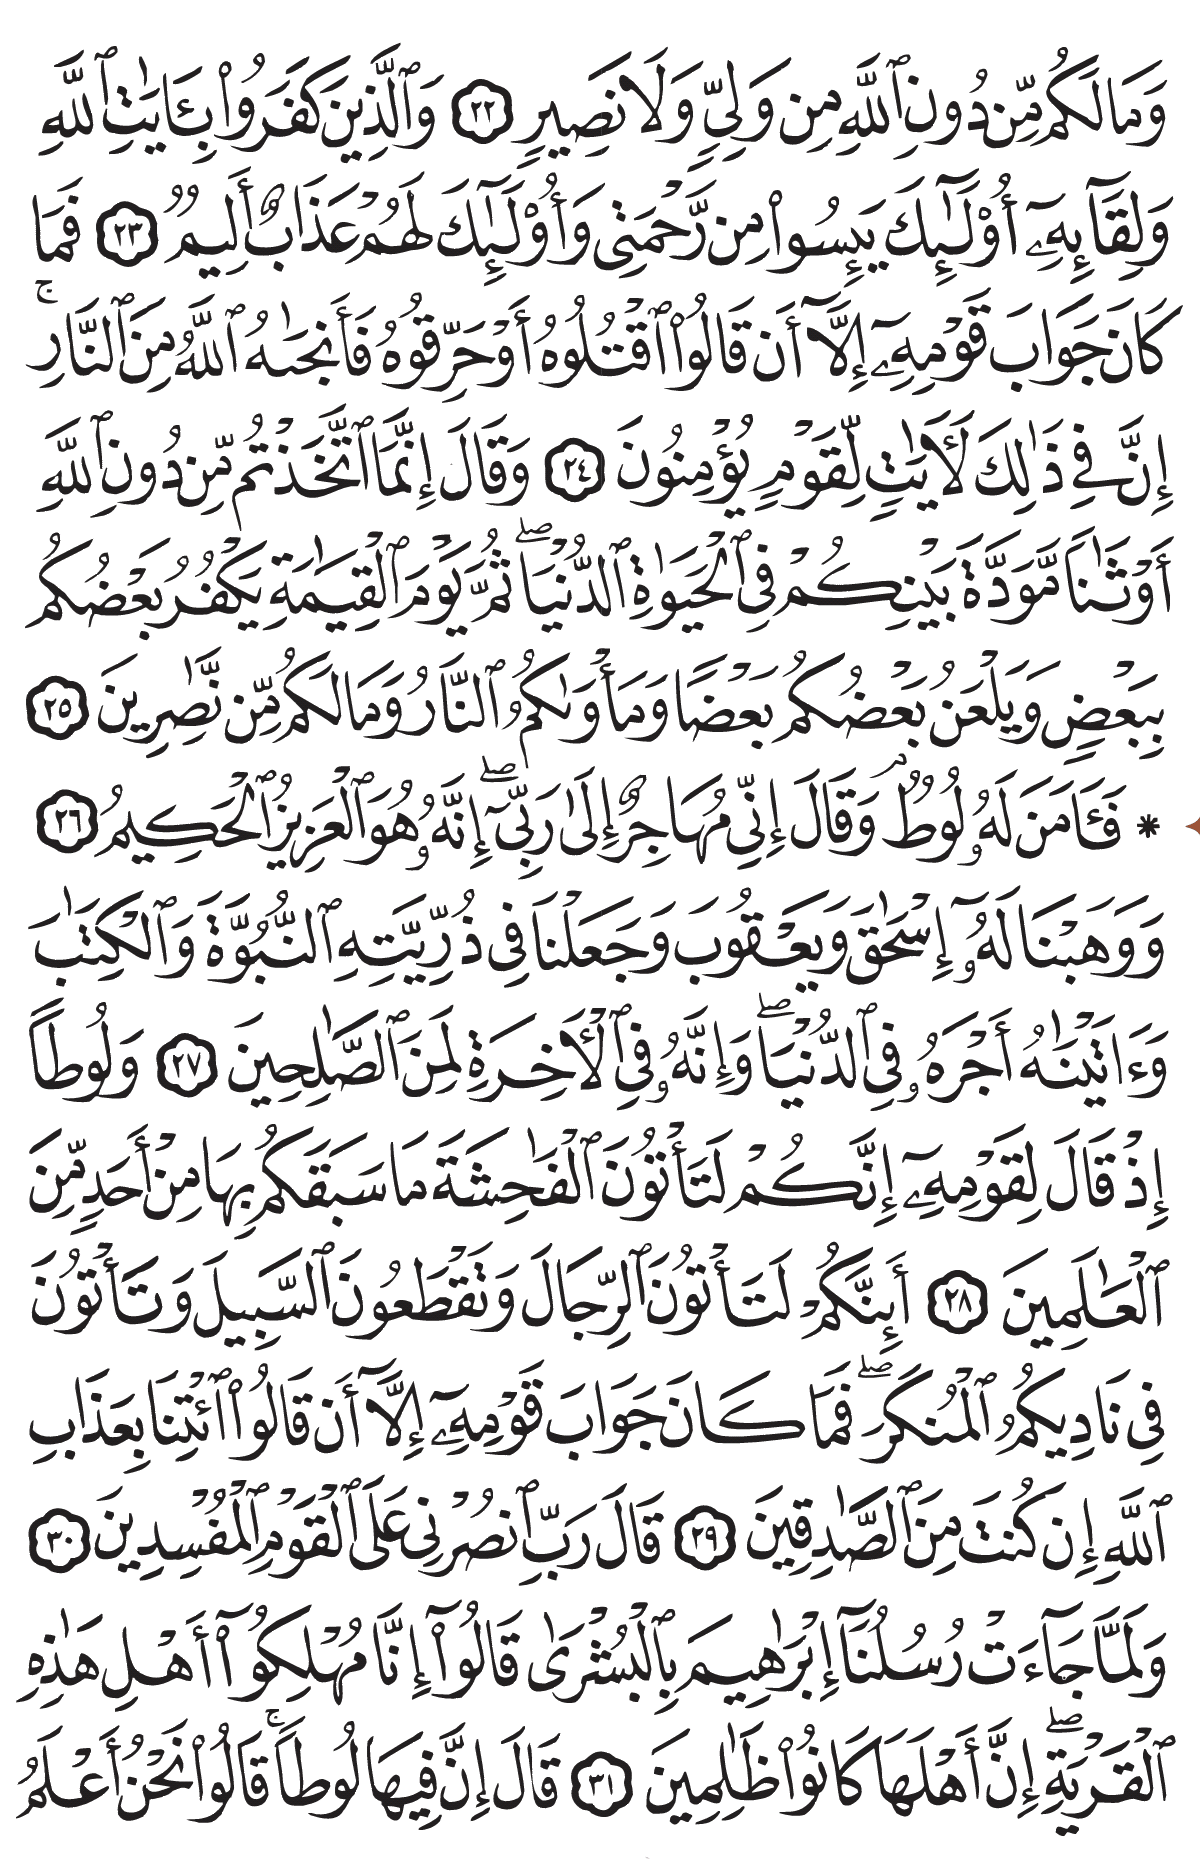 وَمَا لَكُم مِّن دُونِ ٱللَّهِ مِن وَلِيٍّ وَلَا نَصِيرٍ ٢٢ وَٱلَّذِينَ كَفَرُوا۟ بِـَٔايَـٰتِ ٱللَّهِ
وَلِقَآئِهِۦٓ أُو۟لَـٰٓئِكَ يَئِسُوا۟ مِن رَّحْمَتِى وَأُو۟لَـٰٓئِكَ لَهُمْ عَذَابٌ أَلِيمٌ ٢٣ فَمَا
كَانَ جَوَابَ قَوْمِهِۦٓ إِلَّآ أَن قَالُوا۟ ٱقْتُلُوهُ أَوْ حَرِّقُوهُ فَأَنجَىٰهُ ٱللَّهُ مِنَ ٱلنَّارِ ۚ
إِنَّ فِى ذَٰلِكَ لَـَٔايَـٰتٍ لِّقَوْمٍ يُؤْمِنُونَ ٢٤ وَقَالَ إِنَّمَا ٱتَّخَذْتُم مِّن دُونِ ٱللَّهِ
أَوْثَـٰنًا مَّوَدَّةَ بَيْنِكُمْ فِى ٱلْحَيَوٰةِ ٱلدُّنْيَا ۖ ثُمَّ يَوْمَ ٱلْقِيَـٰمَةِ يَكْفُرُ بَعْضُكُم
بِبَعْضٍ وَيَلْعَنُ بَعْضُكُم بَعْضًا وَمَأْوَىٰكُمُ ٱلنَّارُ وَمَا لَكُم مِّن نَّـٰصِرِينَ ٢٥
* فَـَٔامَنَ لَهُۥ لُوطٌ ۘ وَقَالَ إِنِّى مُهَاجِرٌ إِلَىٰ رَبِّىٓ ۖ إِنَّهُۥ هُوَ ٱلْعَزِيزُ ٱلْحَكِيمُ ٢٦
وَوَهَبْنَا لَهُۥٓ إِسْحَـٰقَ وَيَعْقُوبَ وَجَعَلْنَا فِى ذُرِّيَّتِهِ ٱلنُّبُوَّةَ وَٱلْكِتَـٰبَ
وَءَاتَيْنَـٰهُ أَجْرَهُۥ فِى ٱلدُّنْيَا ۖ وَإِنَّهُۥ فِى ٱلْـَٔاخِرَةِ لَمِنَ ٱلصَّـٰلِحِينَ ٢٧ وَلُوطًا
إِذْ قَالَ لِقَوْمِهِۦٓ إِنَّكُمْ لَتَأْتُونَ ٱلْفَـٰحِشَةَ مَا سَبَقَكُم بِهَا مِنْ أَحَدٍ مِّنَ
ٱلْعَـٰلَمِينَ ٢٨ أَئِنَّكُمْ لَتَأْتُونَ ٱلرِّجَالَ وَتَقْطَعُونَ ٱلسَّبِيلَ وَتَأْتُونَ
فِى نَادِيكُمُ ٱلْمُنكَرَ ۖ فَمَا كَانَ جَوَابَ قَوْمِهِۦٓ إِلَّآ أَن قَالُوا۟ ٱئْتِنَا بِعَذَابِ
ٱللَّهِ إِن كُنتَ مِنَ ٱلصَّـٰدِقِينَ ٢٩ قَالَ رَبِّ ٱنصُرْنِى عَلَى ٱلْقَوْمِ ٱلْمُفْسِدِينَ ٣٠
وَلَمَّا جَآءَتْ رُسُلُنَآ إِبْرَٰهِيمَ بِٱلْبُشْرَىٰ قَالُوٓا۟ إِنَّا مُهْلِكُوٓا۟ أَهْلِ هَـٰذِهِ
ٱلْقَرْيَةِ ۖ إِنَّ أَهْلَهَا كَانُوا۟ ظَـٰلِمِينَ ٣١ قَالَ إِنَّ فِيهَا لُوطًا ۚ قَالُوا۟ نَحْنُ أَعْلَمُ